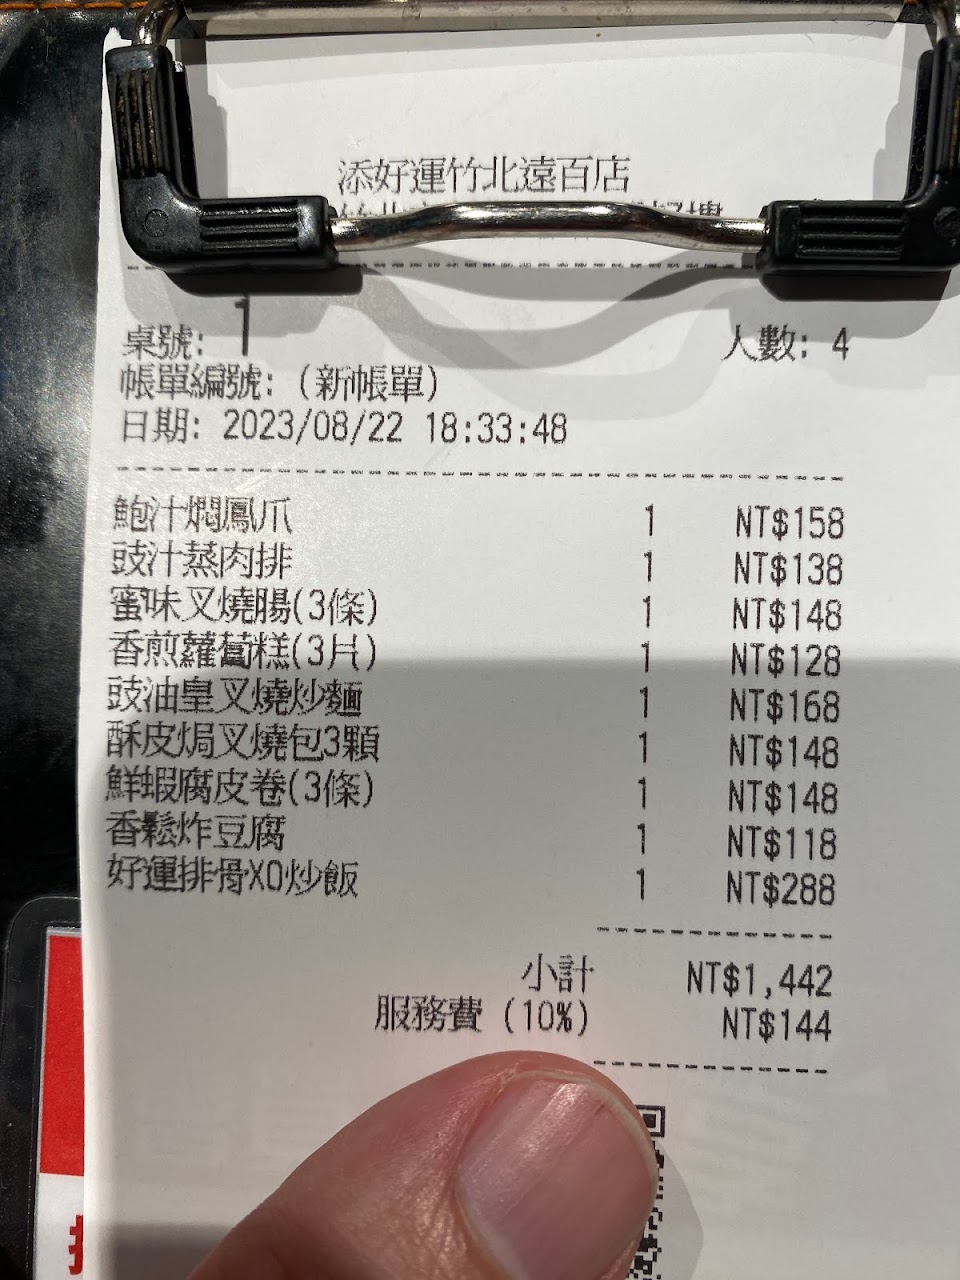 添好運竹北遠百店
桌號: 1 人數: 4
帳單編號: (新帳單)
日期: 2023/08/22 18:33:48
鮑汁燜鳳爪 1 NT$158
豉汁蒸肉排 1 NT$138
蜜味叉燒腸(3條) 1 NT$148
香煎蘿蔔糕(3片) 1 NT$128
豉油皇叉燒炒麵 1 NT$168
酥皮焗叉燒包3顆 1 NT$148
鮮蝦腐皮卷(3條) 1 NT$148
香鬆炸豆腐 1 NT$118
好運排骨XO炒飯 1 NT$288
小計 NT$1,442
服務費 (10%) NT$144